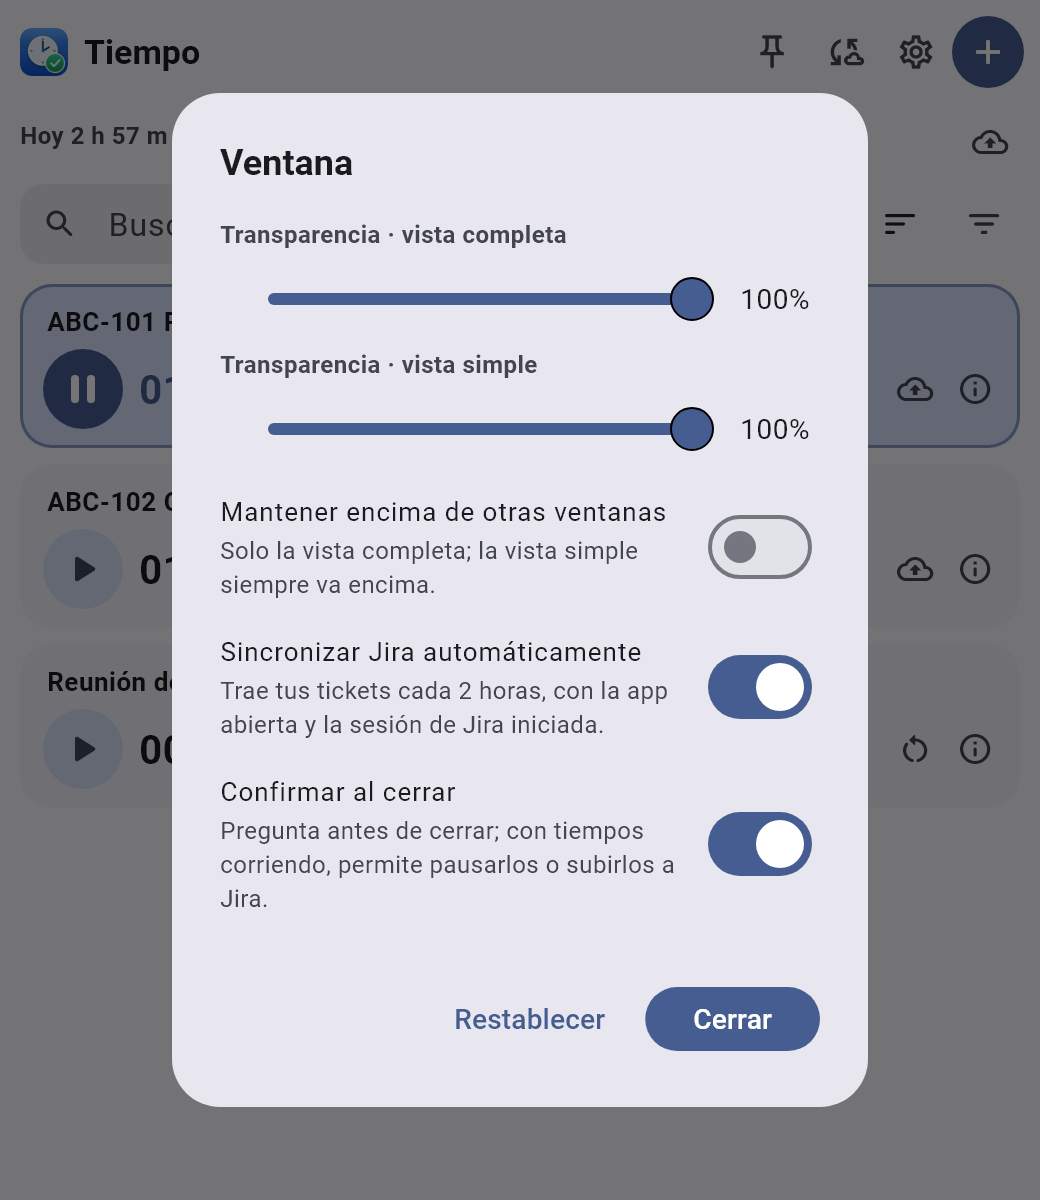 Tiempo
Hoy 2 h 57 m
Ventana
Transparencia · vista completa
100%
Transparencia · vista simple
100%
Mantener encima de otras ventanas
Solo la vista completa; la vista simple
siempre va encima.
Sincronizar Jira automáticamente
Trae tus tickets cada 2 horas, con la app
abierta y la sesión de Jira iniciada.
Confirmar al cerrar
Pregunta antes de cerrar; con tiempos
corriendo, permite pausarlos o subirlos a
Jira.
Restablecer
Cerrar
ABC-101
ABC-102
Reunión